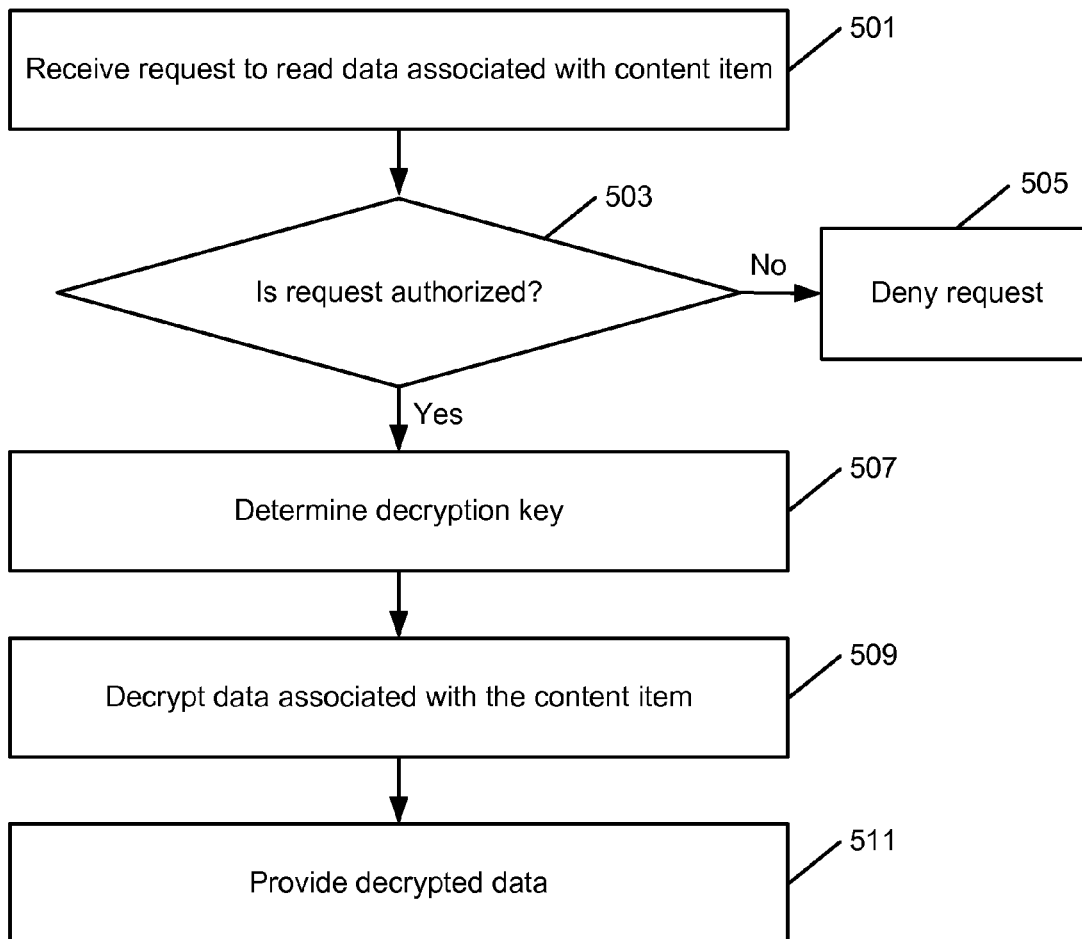 501
Receive request to read data associated with content item
503
505
Is request authorized?
No
Deny request
Yes
507
Determine decryption key
509
Decrypt data associated with the content item
511
Provide decrypted data